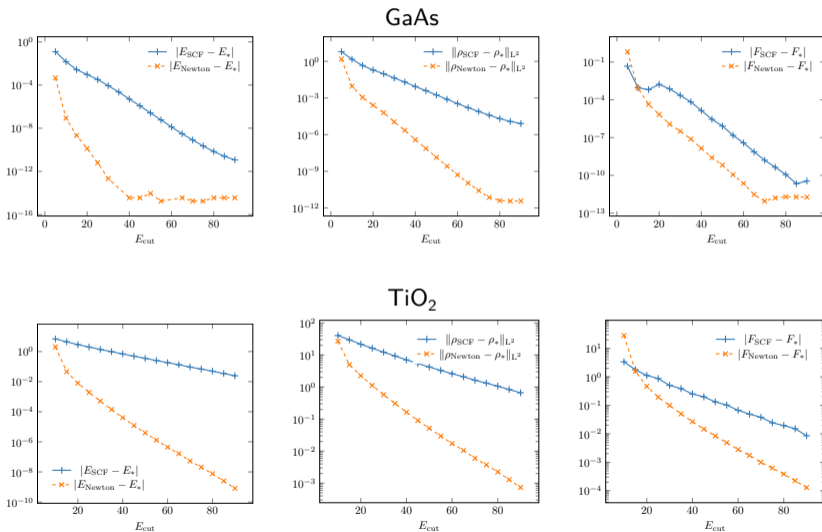 GaAs
|E_SCF − E_*|
|E_Newton − E_*|
10^0
10^−4
10^−8
10^−12
10^−16
0 20 40 60 80
E_cut
‖ρ_SCF − ρ_*‖_L²
‖ρ_Newton − ρ_*‖_L²
10^0
10^−3
10^−6
10^−9
10^−12
0 20 40 60 80
E_cut
|F_SCF − F_*|
|F_Newton − F_*|
10^−1
10^−4
10^−7
10^−10
10^−13
0 20 40 60 80
E_cut
TiO₂
10^0
10^−2
10^−4
10^−6
10^−8
10^−10
|E_SCF − E_*|
|E_Newton − E_*|
20 40 60 80
E_cut
‖ρ_SCF − ρ_*‖_L²
‖ρ_Newton − ρ_*‖_L²
10^2
10^1
10^0
10^−1
10^−2
10^−3
20 40 60 80
E_cut
|F_SCF − F_*|
|F_Newton − F_*|
10^1
10^0
10^−1
10^−2
10^−3
10^−4
20 40 60 80
E_cut